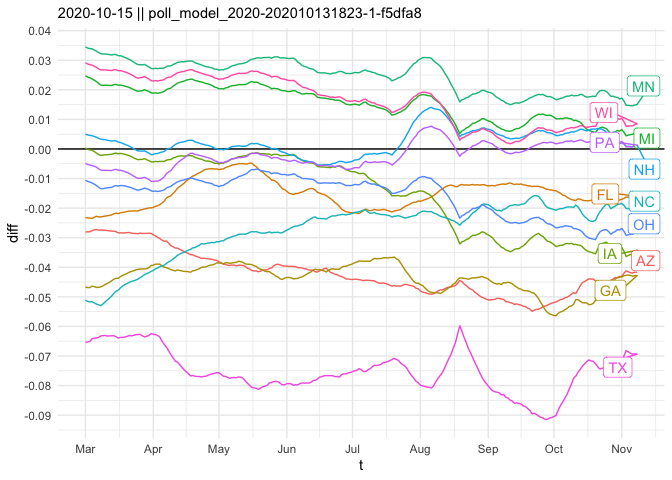 2020-10-15 || poll_model_2020-202010131823-1-f5dfa8
0.04
0.03
0.02
0.01
0.00
-0.01
-0.02
-0.03
-0.04
-0.05
-0.06
-0.07
-0.08
-0.09
diff
MN
WI
MI
PA
NH
FL
NC
OH
IA
AZ
GA
TX
Mar Apr May Jun Jul Aug Sep Oct Nov
t